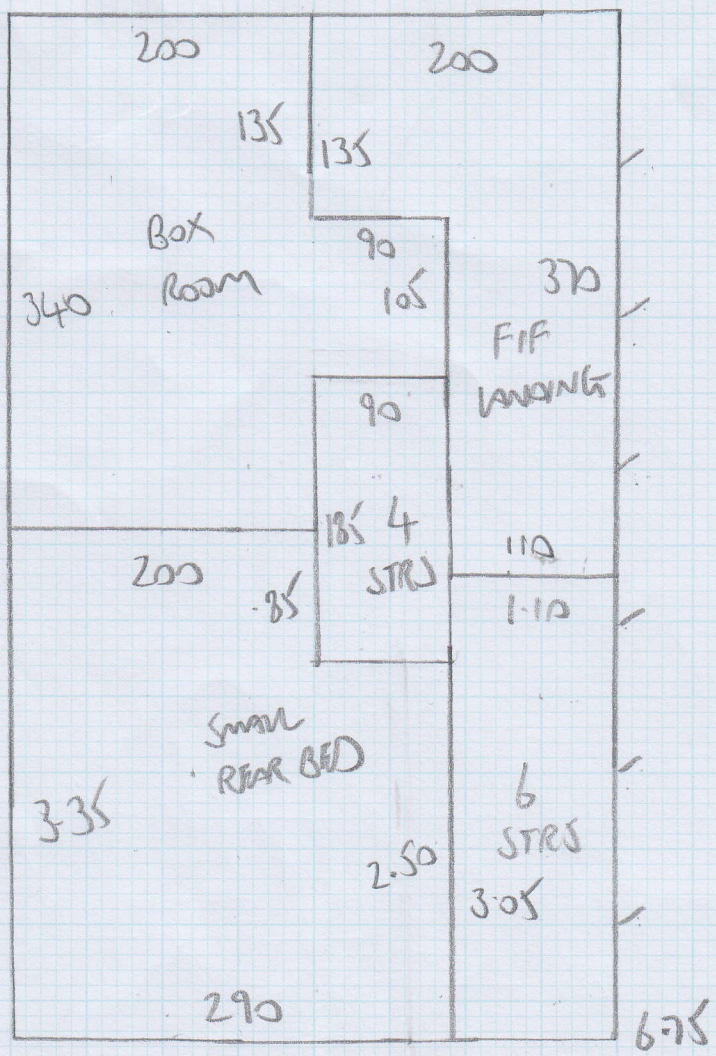 200
200
135
135
BOX
ROOM
90
105
340
370
F/F
LANDING
90
185
4
STRS
110
200
.85
1.10
SMALL
REAR BED
3.35
6
STRS
2.50
3.05
290
6.75